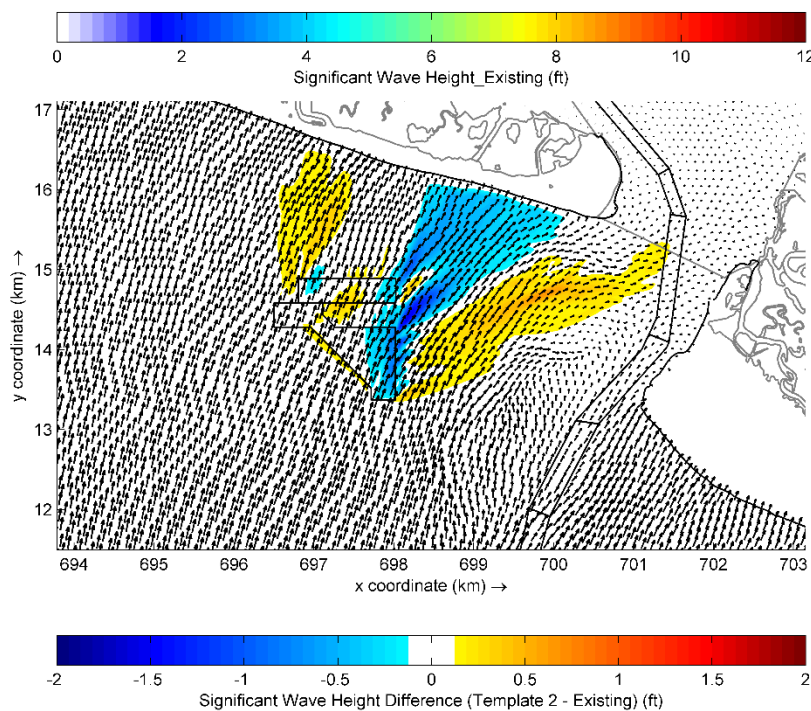 0 2 4 6 8 10 12
Significant Wave Height_Existing (ft)
17
16
15
14
13
12
y coordinate (km) →
694 695 696 697 698 699 700 701 702 703
x coordinate (km) →
-2 -1.5 -1 -0.5 0 0.5 1 1.5 2
Significant Wave Height Difference (Template 2 - Existing) (ft)